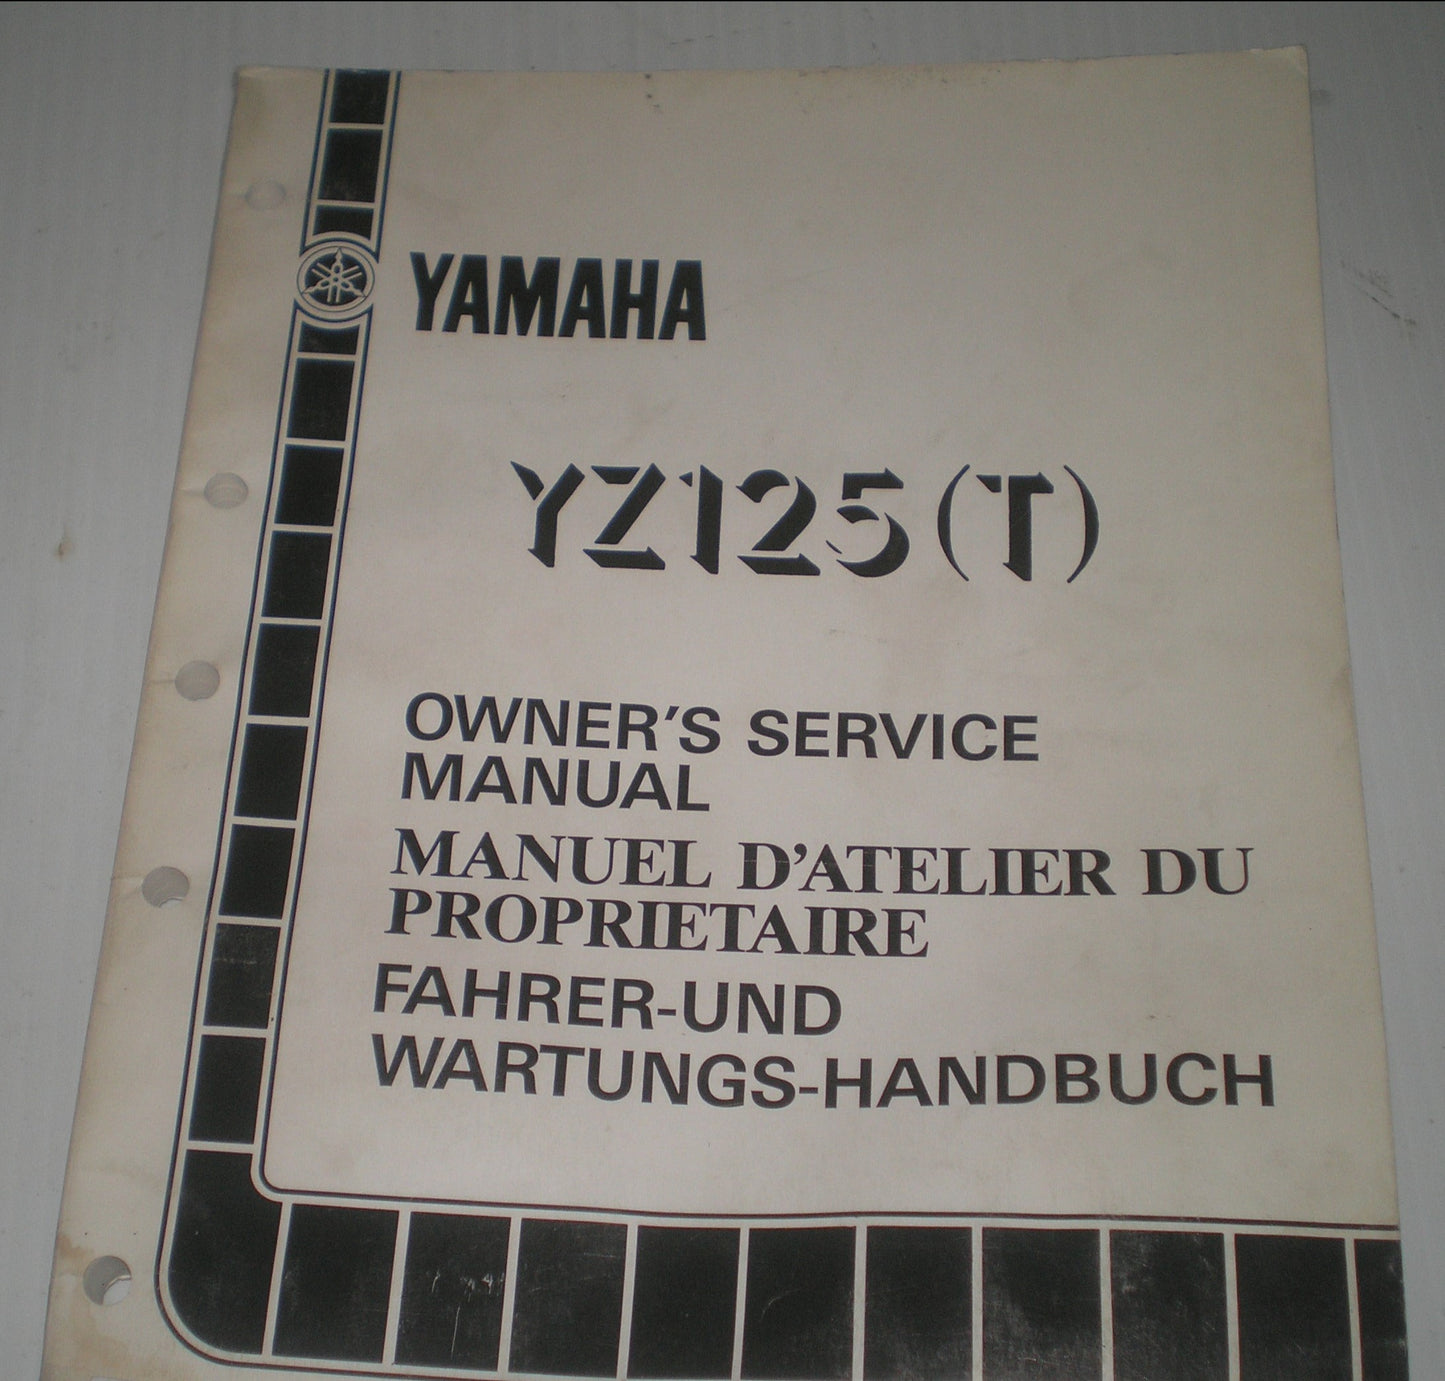 YAMAHA
YZ125(T)
OWNER'S SERVICE
MANUAL
MANUEL D'ATELIER DU
PROPRIETAIRE
FAHRER-UND
WARTUNGS-HANDBUCH